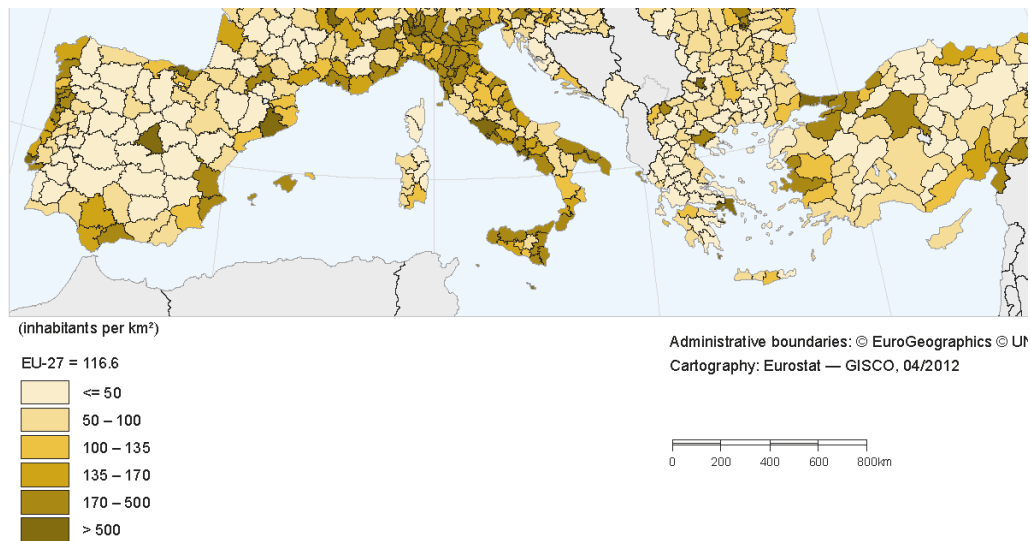 (inhabitants per km²)
EU-27 = 116.6
<= 50
50 – 100
100 – 135
135 – 170
170 – 500
> 500
Administrative boundaries: © EuroGeographics © UN
Cartography: Eurostat — GISCO, 04/2012
0 200 400 600 800km